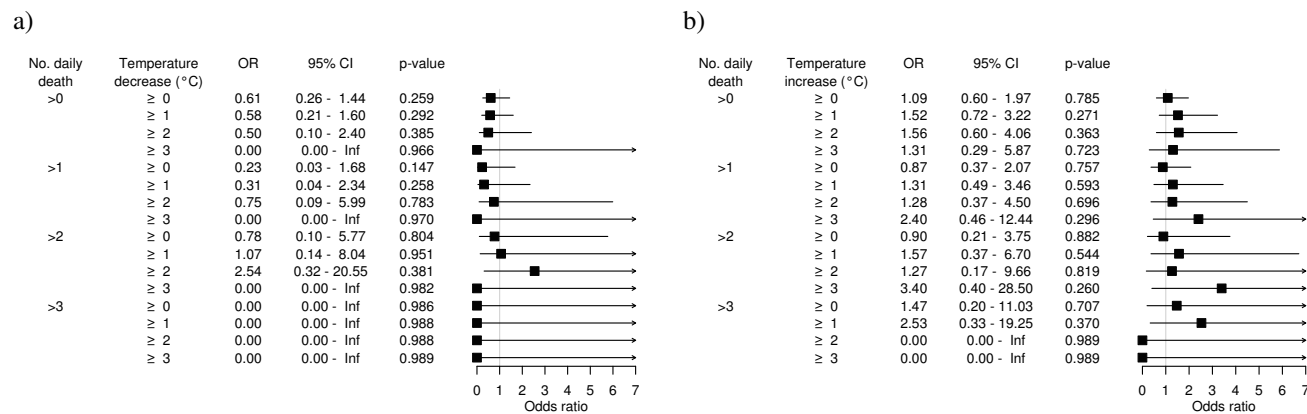 a)
No. daily death Temperature decrease (°C) OR 95% CI p-value
>0 ≥ 0 0.61 0.26 - 1.44 0.259
≥ 1 0.58 0.21 - 1.60 0.292
≥ 2 0.50 0.10 - 2.40 0.385
≥ 3 0.00 0.00 - Inf 0.966
>1 ≥ 0 0.23 0.03 - 1.68 0.147
≥ 1 0.31 0.04 - 2.34 0.258
≥ 2 0.75 0.09 - 5.99 0.783
≥ 3 0.00 0.00 - Inf 0.970
>2 ≥ 0 0.78 0.10 - 5.77 0.804
≥ 1 1.07 0.14 - 8.04 0.951
≥ 2 2.54 0.32 - 20.55 0.381
≥ 3 0.00 0.00 - Inf 0.982
>3 ≥ 0 0.00 0.00 - Inf 0.986
≥ 1 0.00 0.00 - Inf 0.988
≥ 2 0.00 0.00 - Inf 0.988
≥ 3 0.00 0.00 - Inf 0.989
0 1 2 3 4 5 6 7
Odds ratio
b)
No. daily death Temperature increase (°C) OR 95% CI p-value
>0 ≥ 0 1.09 0.60 - 1.97 0.785
≥ 1 1.52 0.72 - 3.22 0.271
≥ 2 1.56 0.60 - 4.06 0.363
≥ 3 1.31 0.29 - 5.87 0.723
>1 ≥ 0 0.87 0.37 - 2.07 0.757
≥ 1 1.31 0.49 - 3.46 0.593
≥ 2 1.28 0.37 - 4.50 0.696
≥ 3 2.40 0.46 - 12.44 0.296
>2 ≥ 0 0.90 0.21 - 3.75 0.882
≥ 1 1.57 0.37 - 6.70 0.544
≥ 2 1.27 0.17 - 9.66 0.819
≥ 3 3.40 0.40 - 28.50 0.260
>3 ≥ 0 1.47 0.20 - 11.03 0.707
≥ 1 2.53 0.33 - 19.25 0.370
≥ 2 0.00 0.00 - Inf 0.989
≥ 3 0.00 0.00 - Inf 0.989
0 1 2 3 4 5 6 7
Odds ratio